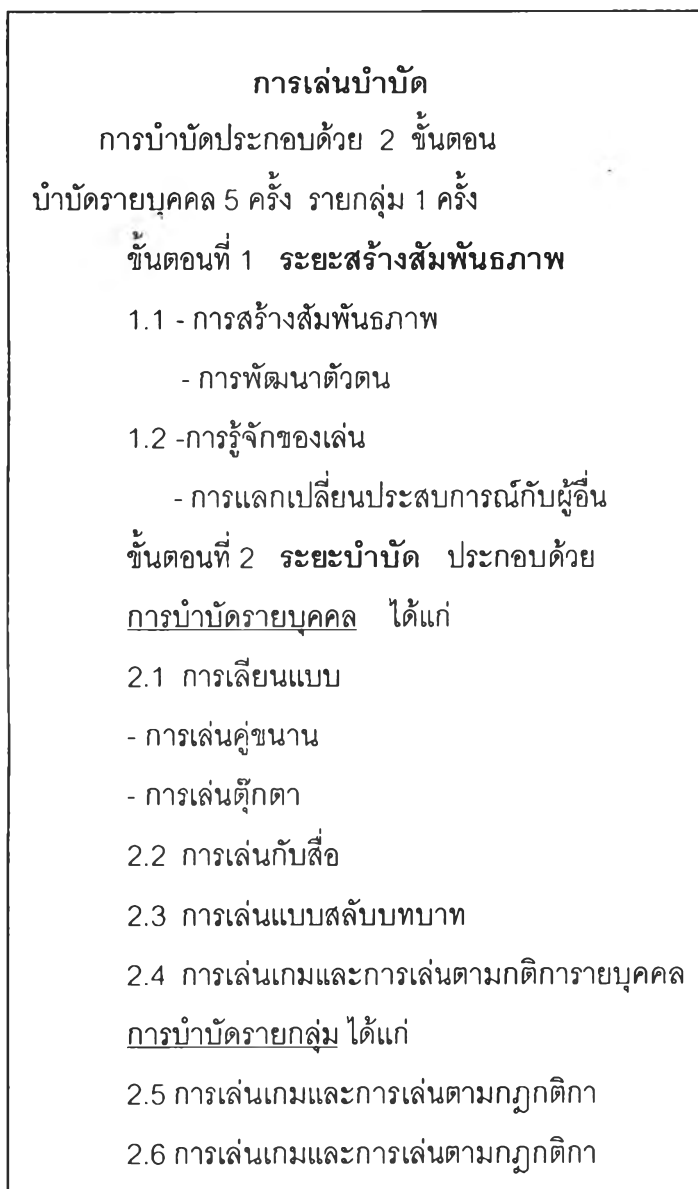 การเล่นบำบัด
การบำบัดประกอบด้วย 2 ขั้นตอน
บำบัดรายบุคคล 5 ครั้ง รายกลุ่ม 1 ครั้ง
ขั้นตอนที่ 1 ระยะสร้างสัมพันธภาพ
1.1 - การสร้างสัมพันธภาพ
- การพัฒนาตัวตน
1.2 -การรู้จักของเล่น
- การแลกเปลี่ยนประสบการณ์กับผู้อื่น
ขั้นตอนที่ 2 ระยะบำบัด ประกอบด้วย
การบำบัดรายบุคคล ได้แก่
2.1 การเลียนแบบ
- การเล่นคู่ขนาน
- การเล่นตุ๊กตา
2.2 การเล่นกับสื่อ
2.3 การเล่นแบบสลับบทบาท
2.4 การเล่นเกมและการเล่นตามกติการายบุคคล
การบำบัดรายกลุ่ม ได้แก่
2.5 การเล่นเกมและการเล่นตามกฎกติกา
2.6 การเล่นเกมและการเล่นตามกฎกติกา